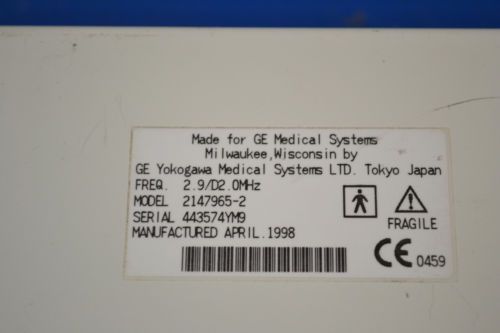 Made for GE Medical Systems
Milwaukee,Wisconsin by
GE Yokogawa Medical Systems LTD. Tokyo Japan
FREQ. 2.9/D2.0MHz
MODEL 2147965-2
SERIAL 443574YM9
FRAGILE
MANUFACTURED APRIL.1998
CE 0459